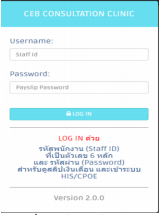 CEB CONSULTATION CLINIC
Username:
Staff Id
Password:
Payslip Password
LOG IN
LOG IN ด้วย
รหัสพนักงาน (Staff ID)
ที่เป็นตัวเลข 6 หลัก
และ รหัสผ่าน (Password)
สำหรับดูสลิปเงินเดือน และเข้าระบบ
HIS/CPOE
Version 2.0.0